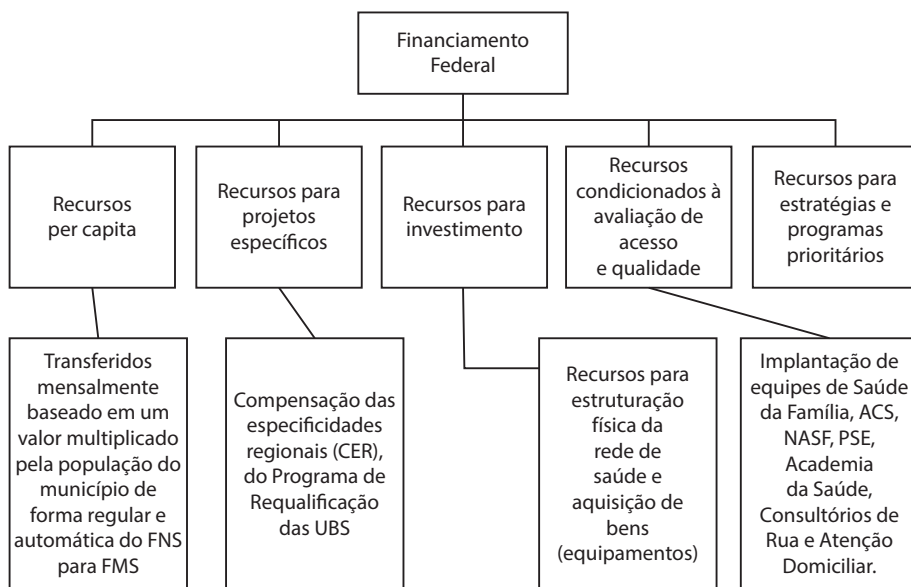 Financiamento
Federal
Recursos
per capita
Recursos para
projetos
específicos
Recursos para
investimento
Recursos
condicionados à
avaliação de
acesso
e qualidade
Recursos para
estratégias e
programas
prioritários
Transferidos
mensalmente
baseado em um
valor multiplicado
pela população do
município de
forma regular e
automática do FNS
para FMS
Compensação das
especificidades
regionais (CER),
do Programa de
Requalificação
das UBS
Recursos para
estruturação
física da
rede de
saúde e
aquisição de
bens
(equipamentos)
Implantação de
equipes de Saúde
da Família, ACS,
NASF, PSE,
Academia
da Saúde,
Consultórios de
Rua e Atenção
Domiciliar.